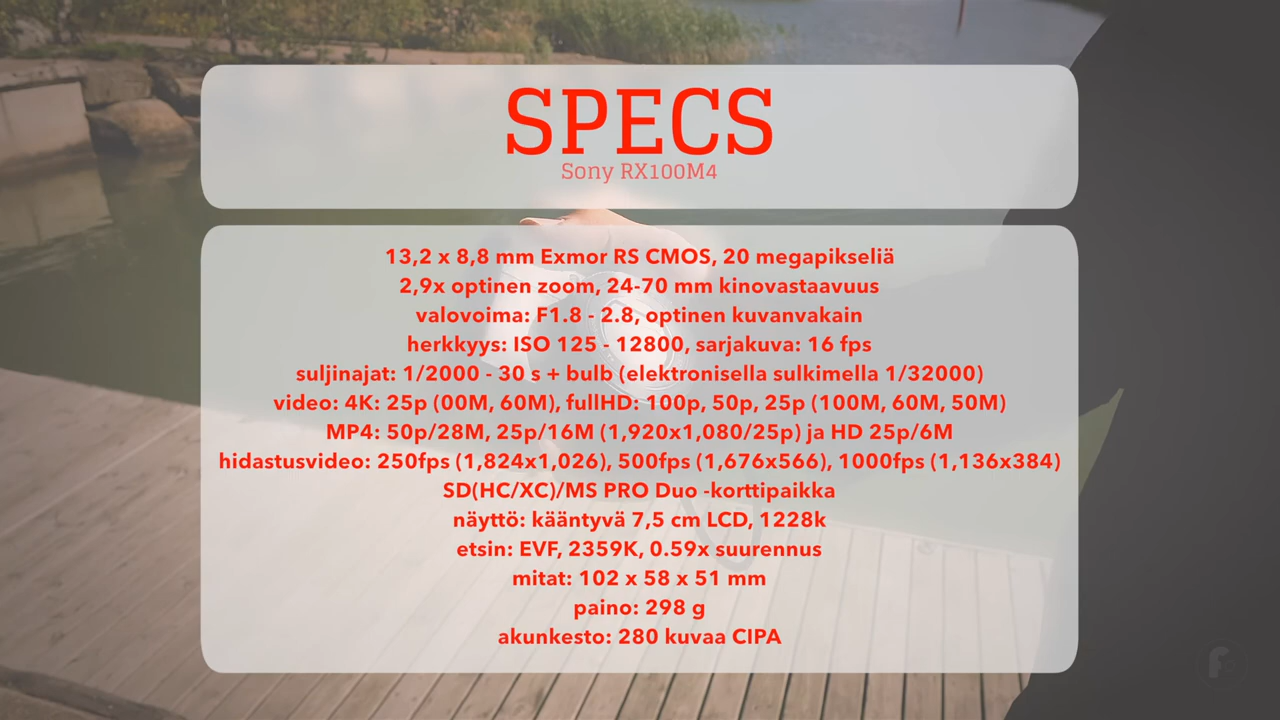 SPECS
Sony RX100M4
13,2 x 8,8 mm Exmor RS CMOS, 20 megapikseliä
2,9x optinen zoom, 24-70 mm kinovastaavuus
valovoima: F1.8 - 2.8, optinen kuvanvakain
herkkyys: ISO 125 - 12800, sarjakuva: 16 fps
suljinajat: 1/2000 - 30 s + bulb (elektronisella sulkimella 1/32000)
video: 4K: 25p (00M, 60M), fullHD: 100p, 50p, 25p (100M, 60M, 50M)
MP4: 50p/28M, 25p/16M (1,920x1,080/25p) ja HD 25p/6M
hidastusvideo: 250fps (1,824x1,026), 500fps (1,676x566), 1000fps (1,136x384)
SD(HC/XC)/MS PRO Duo -korttipaikka
näyttö: kääntyvä 7,5 cm LCD, 1228k
etsin: EVF, 2359K, 0.59x suurennus
mitat: 102 x 58 x 51 mm
paino: 298 g
akunkesto: 280 kuvaa CIPA